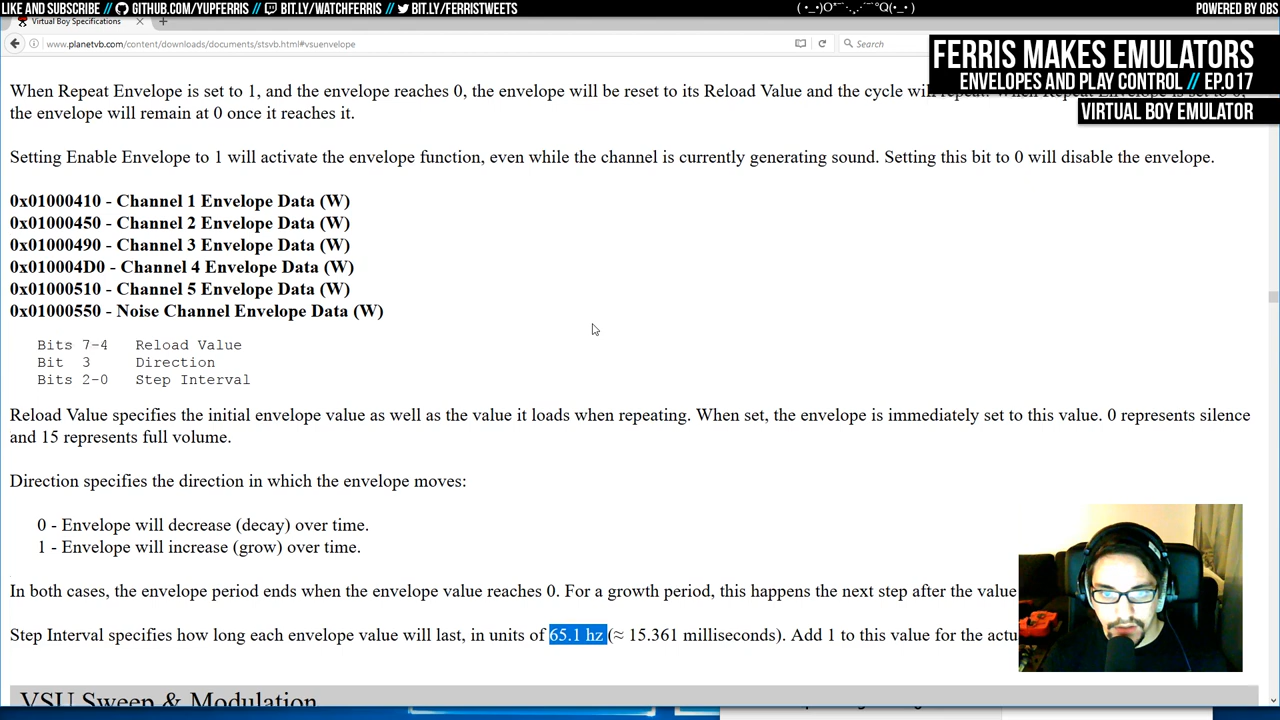 LIKE AND SUBSCRIBE // GITHUB.COM/YUPFERRIS // BIT.LY/WATCHFERRIS // BIT.LY/FERRISTWEETS
POWERED BY OBS
Virtual Boy Specifications
www.planetvb.com/content/downloads/documents/stsvb.html#vsuenvelope
Search
FERRIS MAKES EMULATORS
ENVELOPES AND PLAY CONTROL // EP.017
VIRTUAL BOY EMULATOR
When Repeat Envelope is set to 1, and the envelope reaches 0, the envelope will be reset to its Reload Value and the cycle will
the envelope will remain at 0 once it reaches it.
Setting Enable Envelope to 1 will activate the envelope function, even while the channel is currently generating sound. Setting this bit to 0 will disable the envelope.
0x01000410 - Channel 1 Envelope Data (W)
0x01000450 - Channel 2 Envelope Data (W)
0x01000490 - Channel 3 Envelope Data (W)
0x010004D0 - Channel 4 Envelope Data (W)
0x01000510 - Channel 5 Envelope Data (W)
0x01000550 - Noise Channel Envelope Data (W)
Bits 7-4 Reload Value
Bit 3 Direction
Bits 2-0 Step Interval
Reload Value specifies the initial envelope value as well as the value it loads when repeating. When set, the envelope is immediately set to this value. 0 represents silence
and 15 represents full volume.
Direction specifies the direction in which the envelope moves:
0 - Envelope will decrease (decay) over time.
1 - Envelope will increase (grow) over time.
In both cases, the envelope period ends when the envelope value reaches 0. For a growth period, this happens the next step after the value
Step Interval specifies how long each envelope value will last, in units of 65.1 hz (≈ 15.361 milliseconds). Add 1 to this value for the actu
VSU Sweep & Modulation